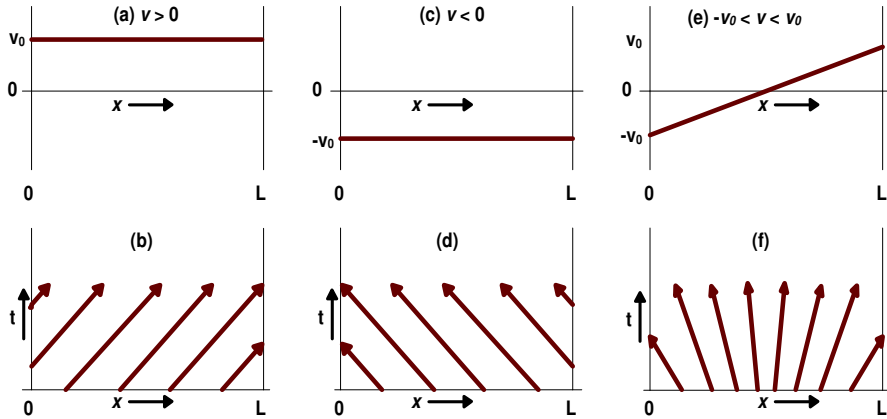 (a) v > 0
v₀
0
x
0 L
(c) v < 0
0
x
-v₀
0 L
(e) -v₀ < v < v₀
v₀
0
x
-v₀
0 L
(b)
t
0 x L
(d)
t
0 x L
(f)
t
0 x L